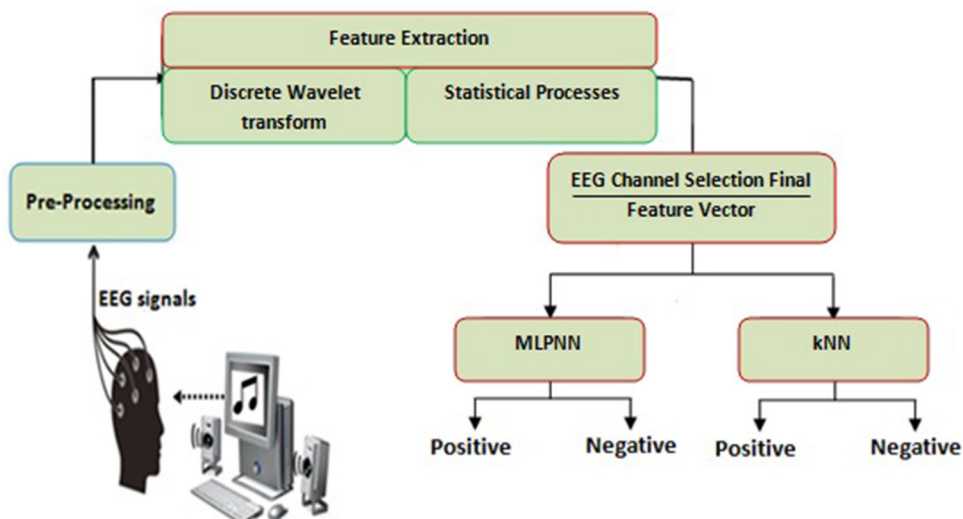 Feature Extraction
Discrete Wavelet
transform
Statistical Processes
Pre-Processing
EEG Channel Selection Final
Feature Vector
EEG signals
MLPNN
kNN
Positive
Negative
Positive
Negative